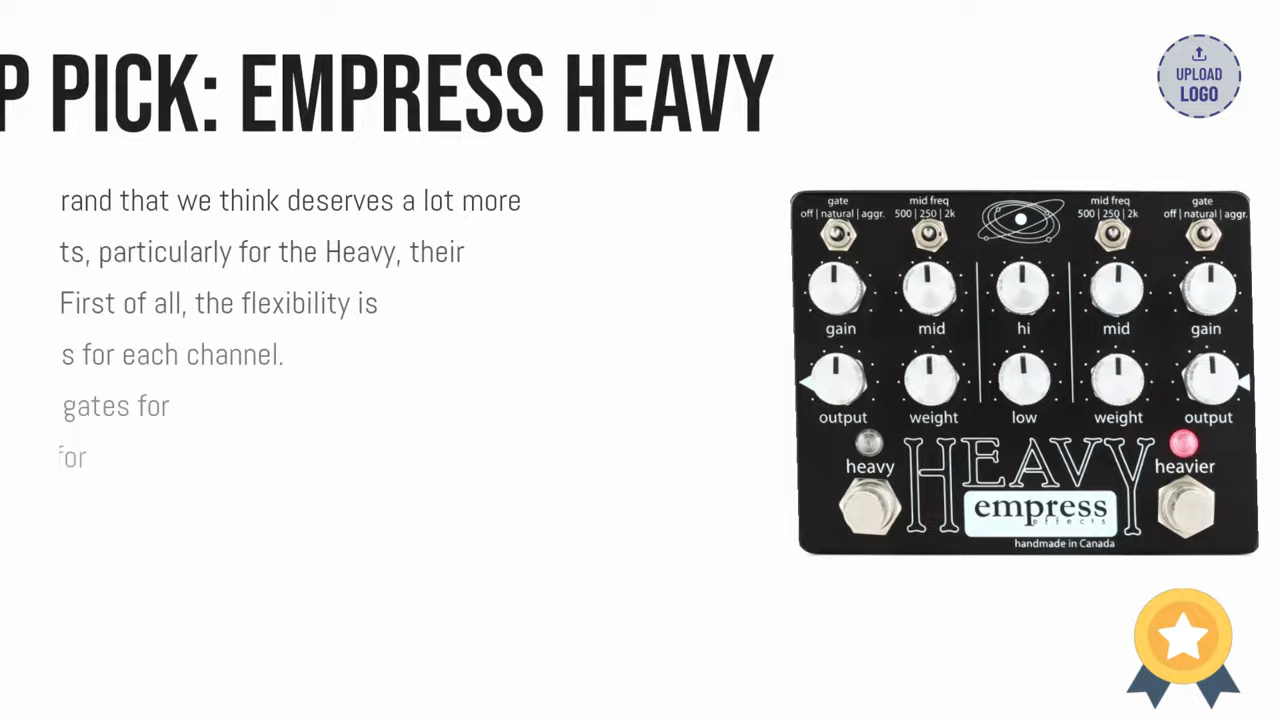 P PICK: EMPRESS HEAVY
UPLOAD
LOGO
rand that we think deserves a lot more
ts, particularly for the Heavy, their
First of all, the flexibility is
s for each channel.
gates for
for
gate mid freq mid freq gate
off | natural | aggr. 500 | 250 | 2k 500 | 250 | 2k off | natural | aggr.
gain mid hi mid gain
output weight low weight output
heavy HEAVY heavier
empress
effects
handmade in Canada